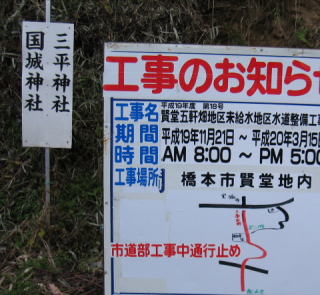 三平神社
国城神社
工事のお知ら
平成19年度 第18号
工事名 賢堂五軒畑地区未給水地区水道整備工
期間 平成19年11月21日 ～ 平成20年3月15
時間 AM 8:00 ～ PM 5:00
工事場所 橋本市賢堂地内
市道部工事中通行止め